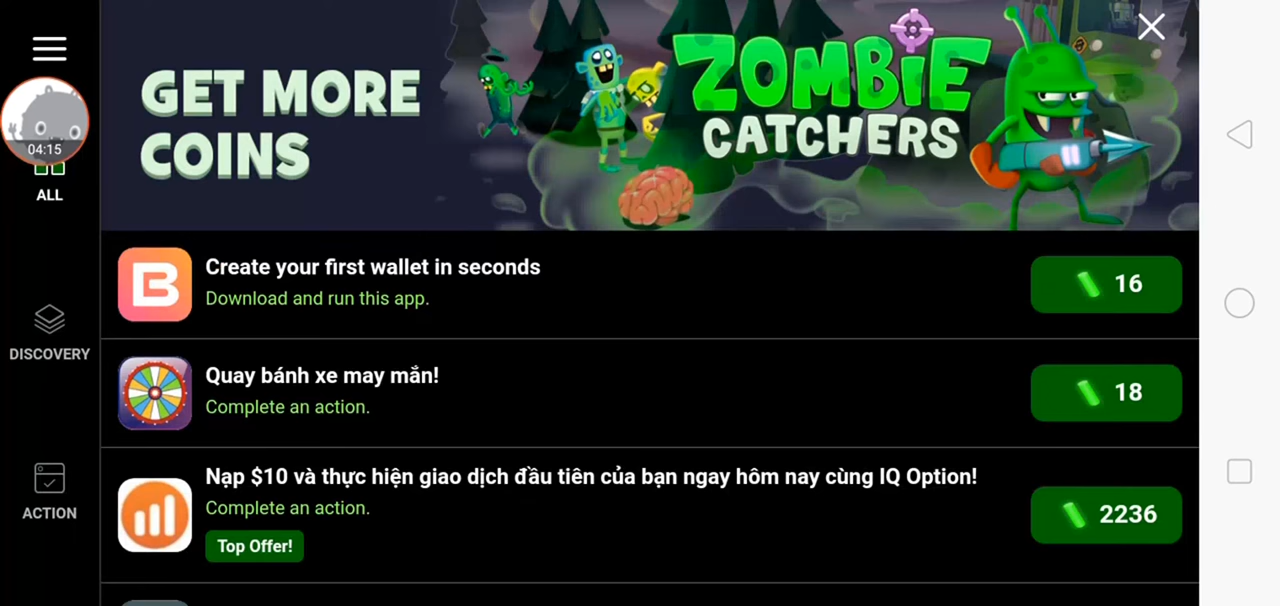 GET MORE
COINS
ZOMBIE
CATCHERS
04:15
ALL
DISCOVERY
ACTION
B
Create your first wallet in seconds
Download and run this app.
16
Quay bánh xe may mắn!
Complete an action.
18
Nạp $10 và thực hiện giao dịch đầu tiên của bạn ngay hôm nay cùng IQ Option!
Complete an action.
Top Offer!
2236